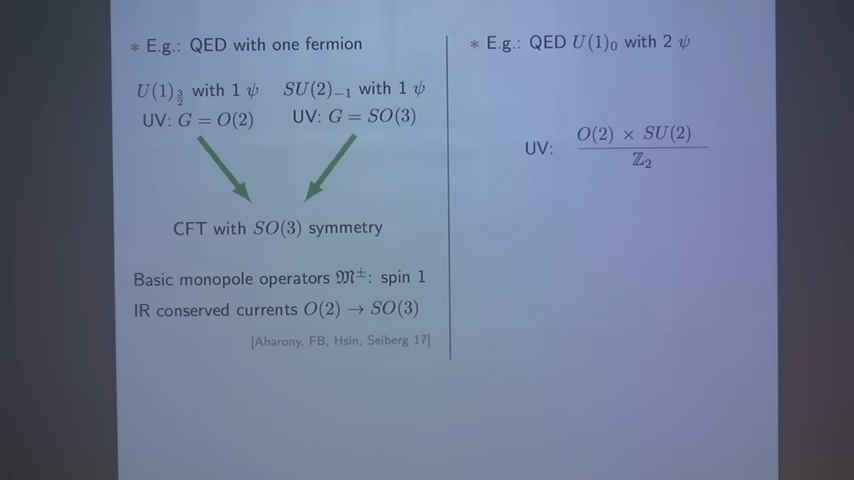 * E.g.: QED with one fermion
U(1)_{3/2} with 1 ψ
UV: G = O(2)
SU(2)_{-1} with 1 ψ
UV: G = SO(3)
CFT with SO(3) symmetry
Basic monopole operators 𝔐^±: spin 1
IR conserved currents O(2) → SO(3)
[Aharony, FB, Hsin, Seiberg 17]
* E.g.: QED U(1)_0 with 2 ψ
UV: \frac{O(2) × SU(2)}{ℤ_2}